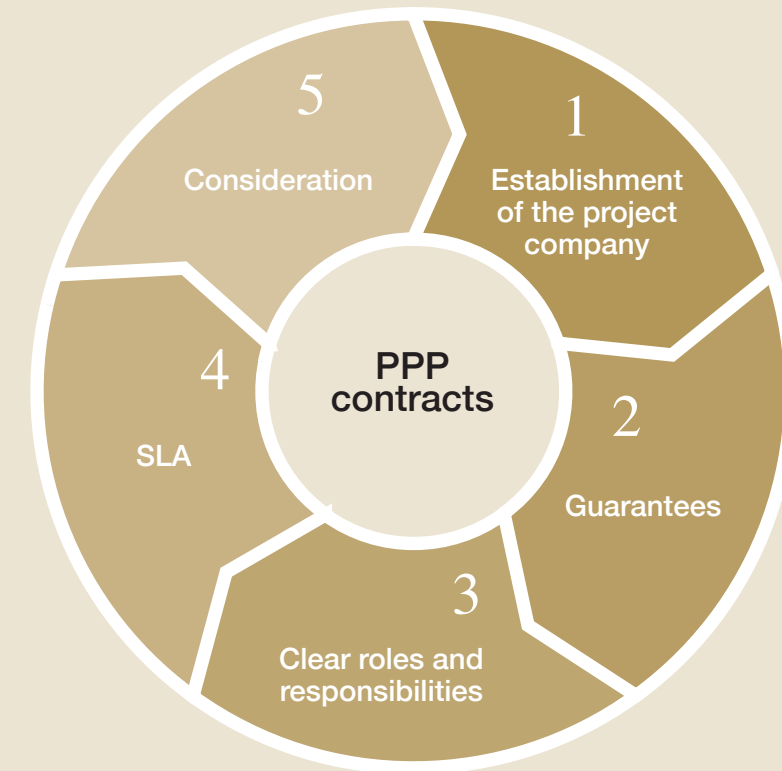 PPP
contracts
1
Establishment
of the project
company
2
Guarantees
3
Clear roles and
responsibilities
4
SLA
5
Consideration